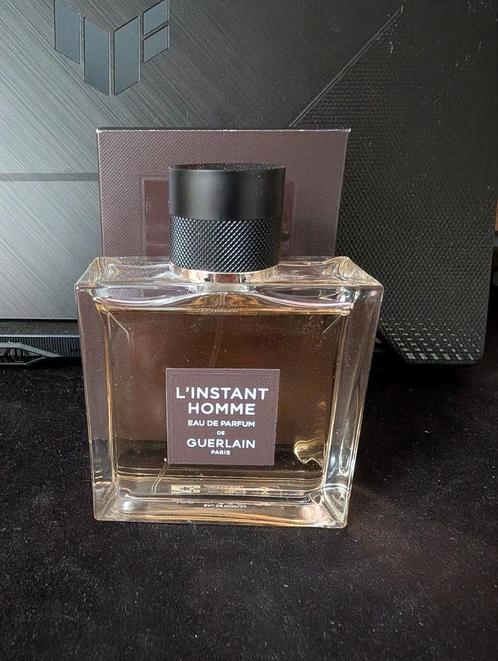 L'INSTANT
HOMME
EAU DE PARFUM
DE
GUERLAIN
PARIS